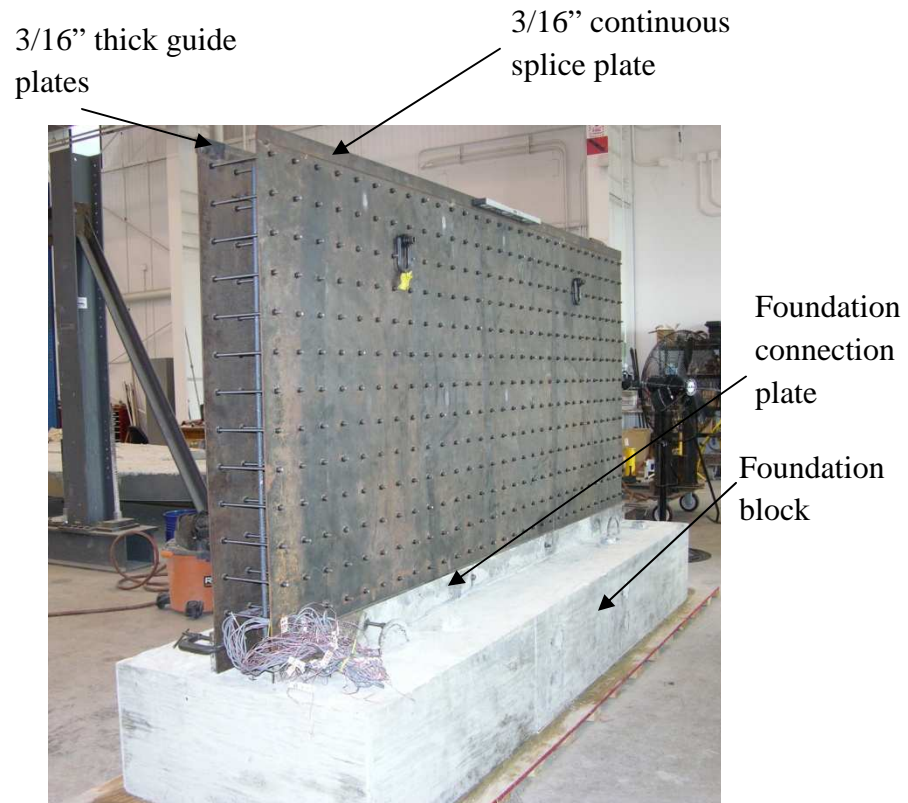 3/16” thick guide
plates
3/16” continuous
splice plate
Foundation
connection
plate
Foundation
block